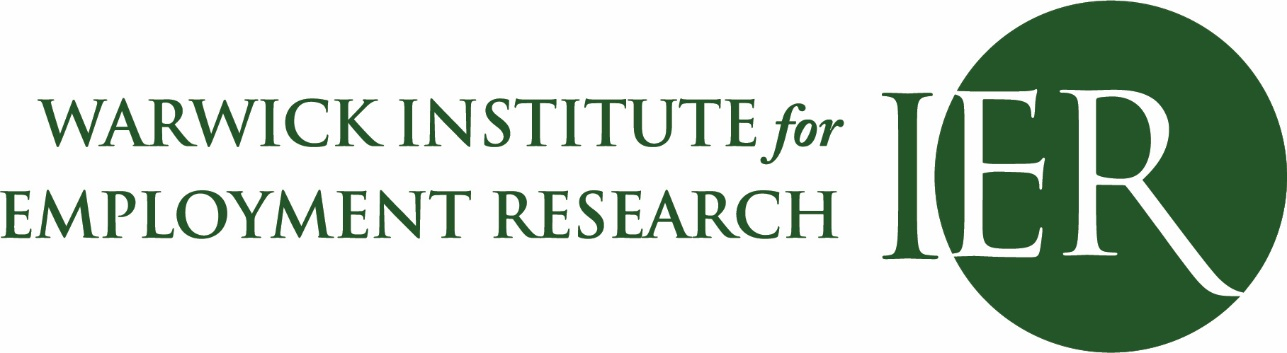 WARWICK INSTITUTE for
EMPLOYMENT RESEARCH
IER